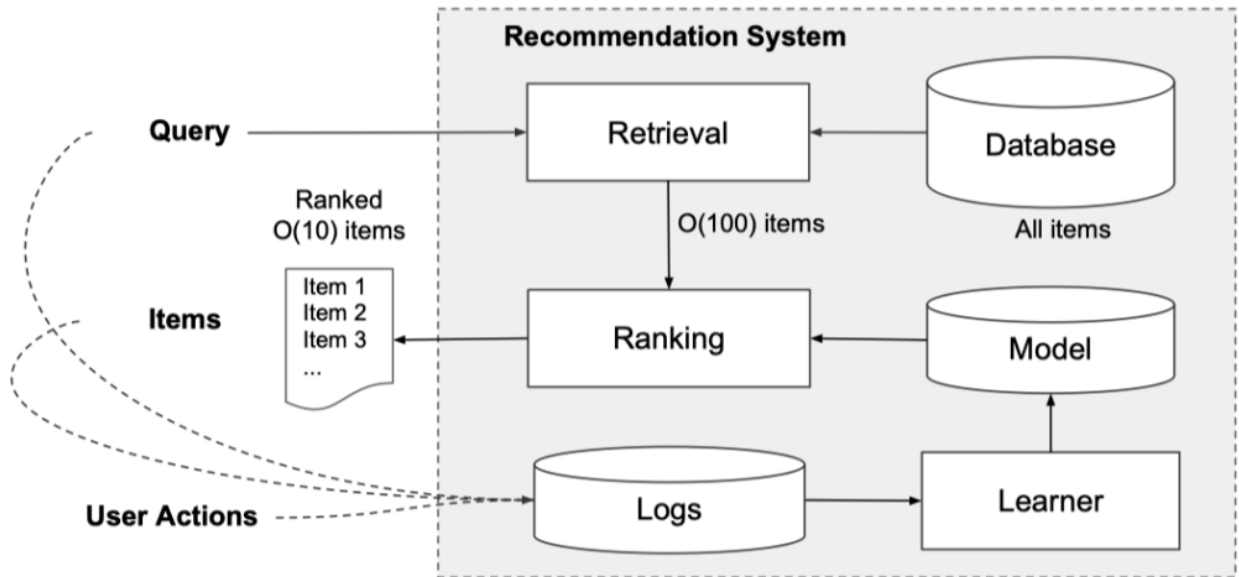 Recommendation System
Query
Retrieval
Database
Ranked
O(10) items
O(100) items
All items
Item 1
Item 2
Item 3
...
Items
Ranking
Model
User Actions
Logs
Learner